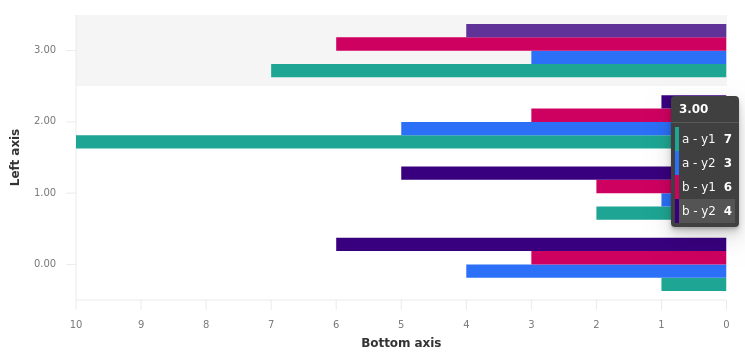 3.00
2.00
1.00
0.00
Left axis
3.00
a - y1 7
a - y2 3
b - y1 6
b - y2 4
10 9 8 7 6 5 4 3 2 1 0
Bottom axis